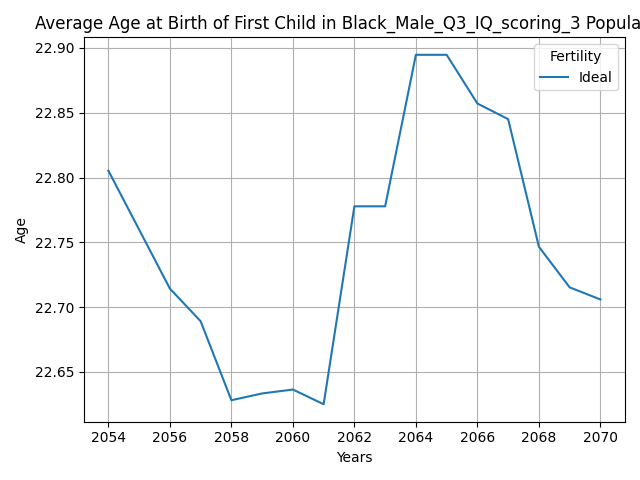 Average Age at Birth of First Child in Black_Male_Q3_IQ_scoring_3 Popula
22.90
22.85
22.80
22.75
22.70
22.65
Age
Fertility
Ideal
2054 2056 2058 2060 2062 2064 2066 2068 2070
Years